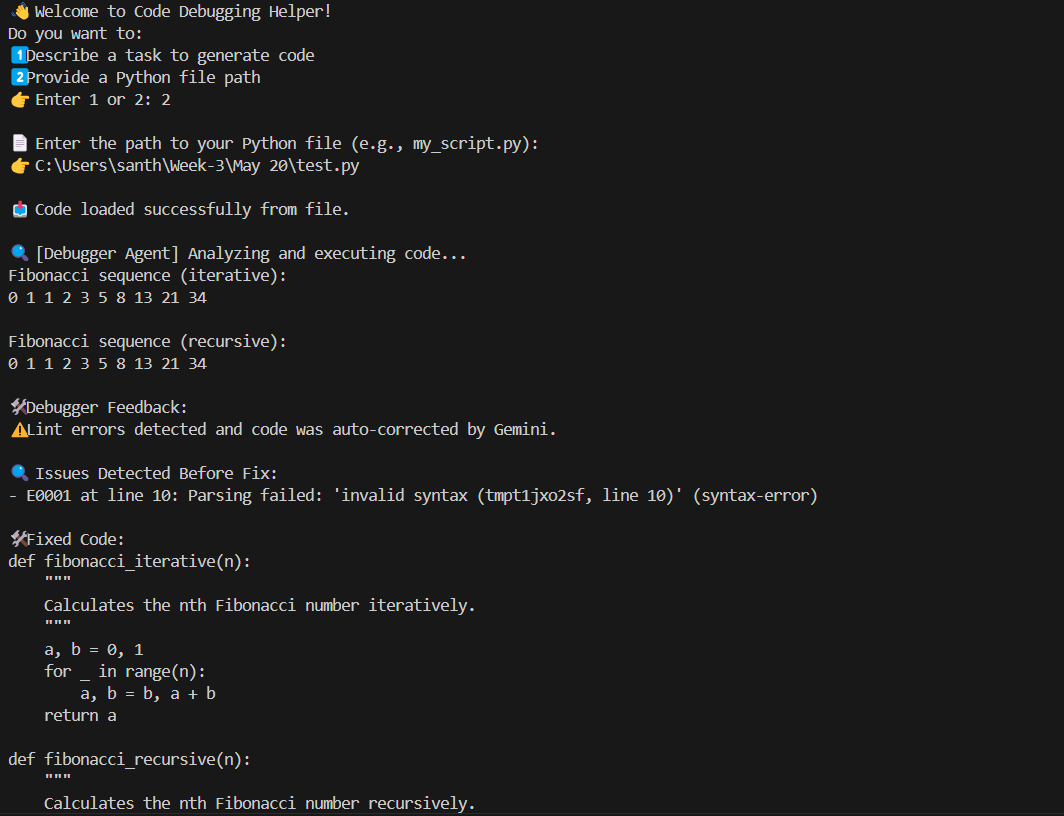 👋 Welcome to Code Debugging Helper!
Do you want to:
1️⃣Describe a task to generate code
2️⃣Provide a Python file path
👉 Enter 1 or 2: 2
📄 Enter the path to your Python file (e.g., my_script.py):
👉 C:\Users\santh\Week-3\May 20\test.py
📥 Code loaded successfully from file.
🔍 [Debugger Agent] Analyzing and executing code...
Fibonacci sequence (iterative):
0 1 1 2 3 5 8 13 21 34
Fibonacci sequence (recursive):
0 1 1 2 3 5 8 13 21 34
🛠Debugger Feedback:
⚠Lint errors detected and code was auto-corrected by Gemini.
🔍 Issues Detected Before Fix:
- E0001 at line 10: Parsing failed: 'invalid syntax (tmpt1jxo2sf, line 10)' (syntax-error)
🛠Fixed Code:
def fibonacci_iterative(n):
    """
    Calculates the nth Fibonacci number iteratively.
    """
    a, b = 0, 1
    for _ in range(n):
        a, b = b, a + b
    return a
def fibonacci_recursive(n):
    """
    Calculates the nth Fibonacci number recursively.